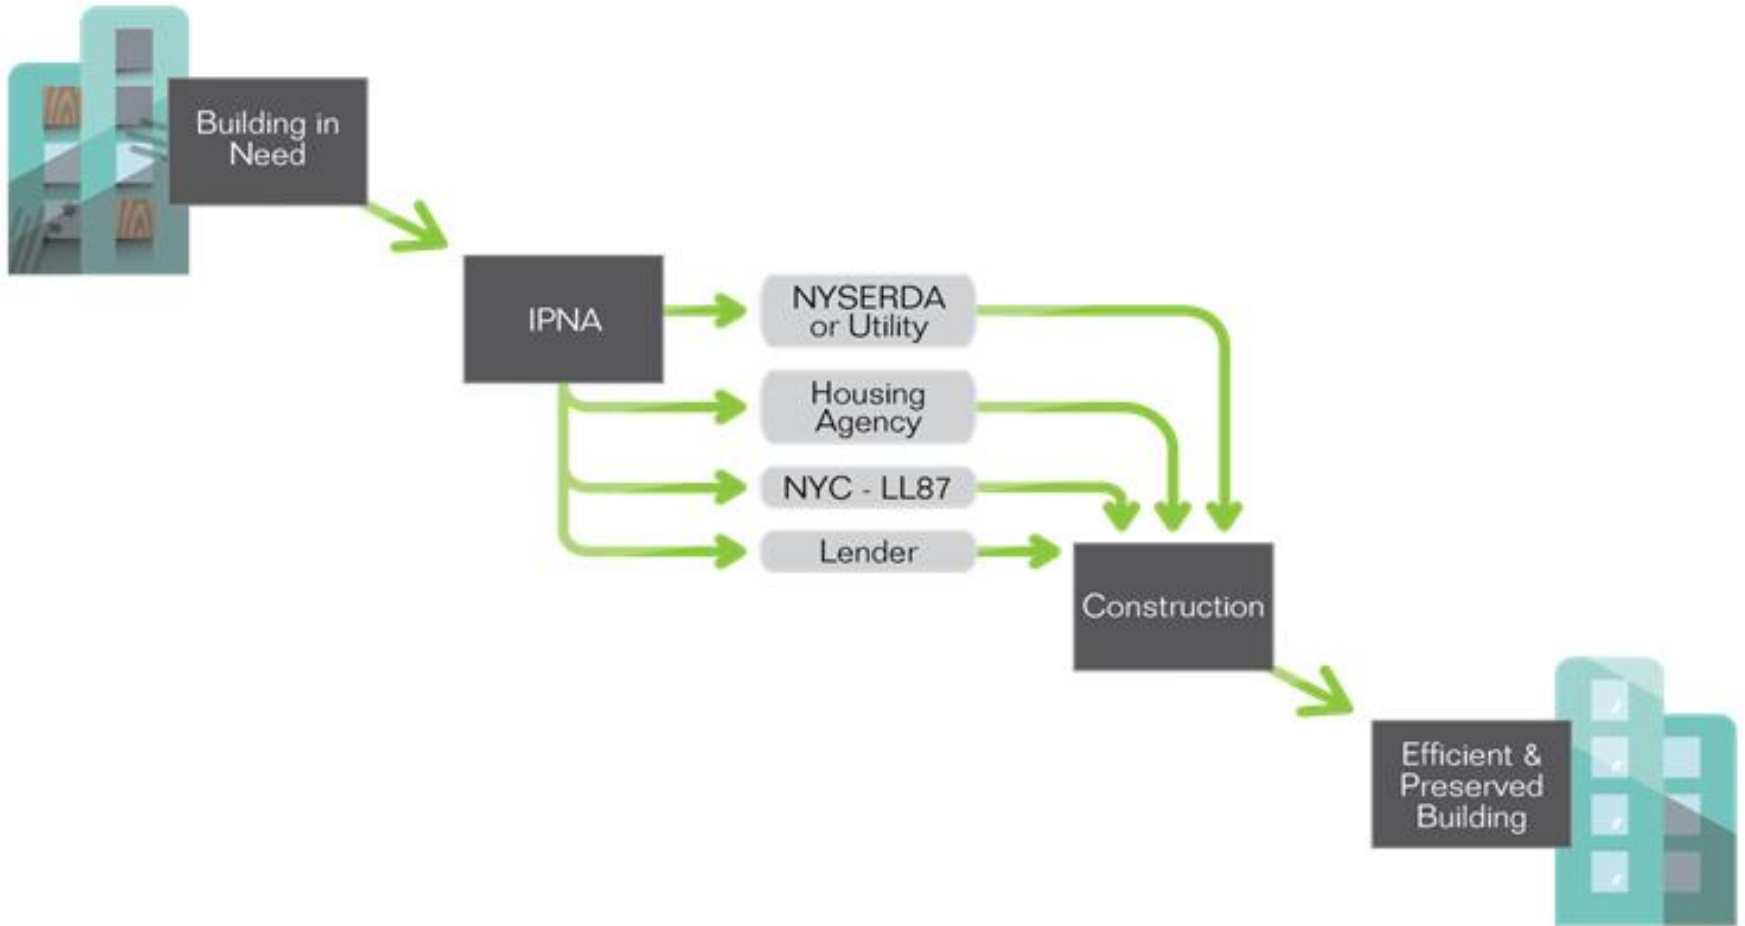 Building in
Need
IPNA
NYSERDA
or Utility
Housing
Agency
NYC - LL87
Lender
Construction
Efficient &
Preserved
Building